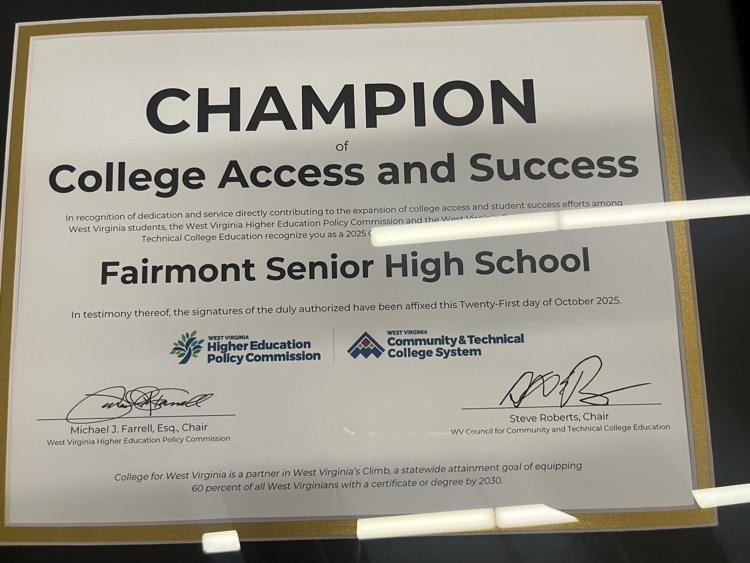 CHAMPION
of
College Access and Success
In recognition of dedication and service directly contributing to the expansion of college access and student success efforts among
West Virginia students, the West Virginia Higher Education Policy Commission and the West Virginia
Technical College Education recognize you as a 2025
Fairmont Senior High School
In testimony thereof, the signatures of the duly authorized have been affixed this Twenty-First day of October 2025.
WEST VIRGINIA
Higher Education
Policy Commission
WEST VIRGINIA
Community & Technical
College System
Michael J. Farrell, Esq., Chair
West Virginia Higher Education Policy Commission
Steve Roberts, Chair
WV Council for Community and Technical College Education
College for West Virginia is a partner in West Virginia's Climb, a statewide attainment goal of equipping
60 percent of all West Virginians with a certificate or degree by 2030.